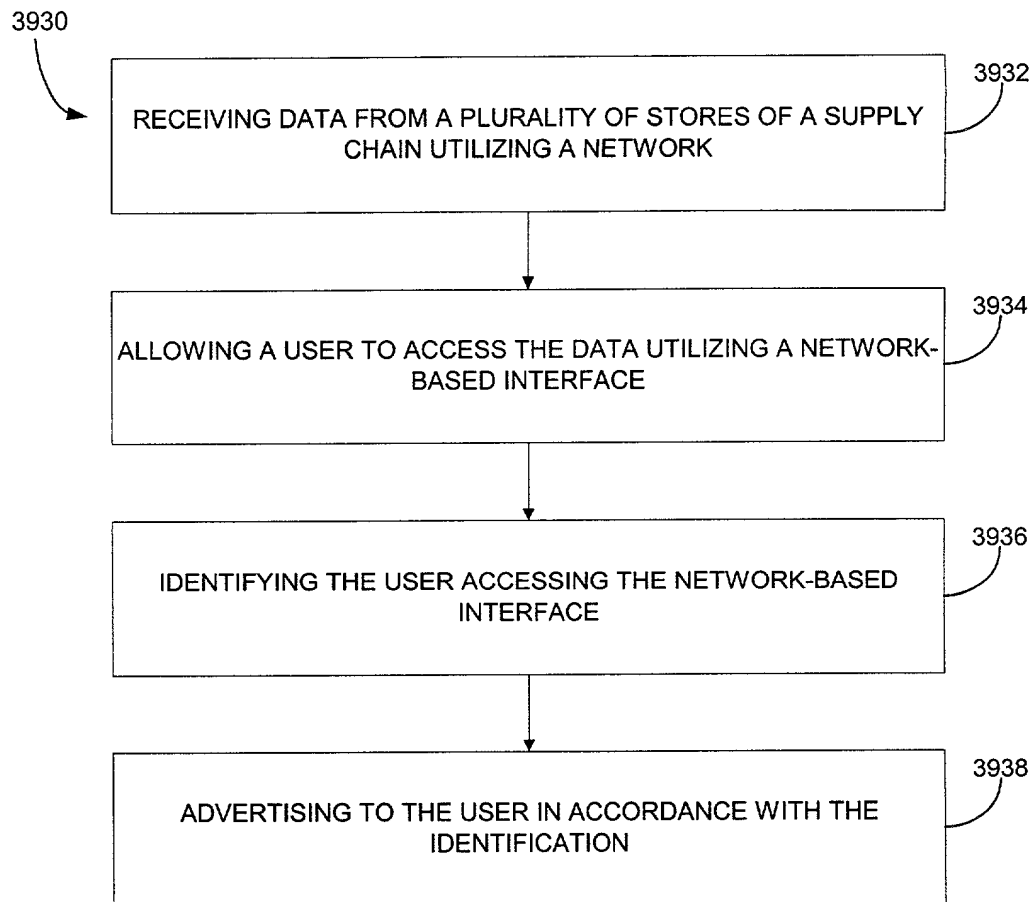 3930
3932
RECEIVING DATA FROM A PLURALITY OF STORES OF A SUPPLY
CHAIN UTILIZING A NETWORK
3934
ALLOWING A USER TO ACCESS THE DATA UTILIZING A NETWORK-
BASED INTERFACE
3936
IDENTIFYING THE USER ACCESSING THE NETWORK-BASED
INTERFACE
3938
ADVERTISING TO THE USER IN ACCORDANCE WITH THE
IDENTIFICATION